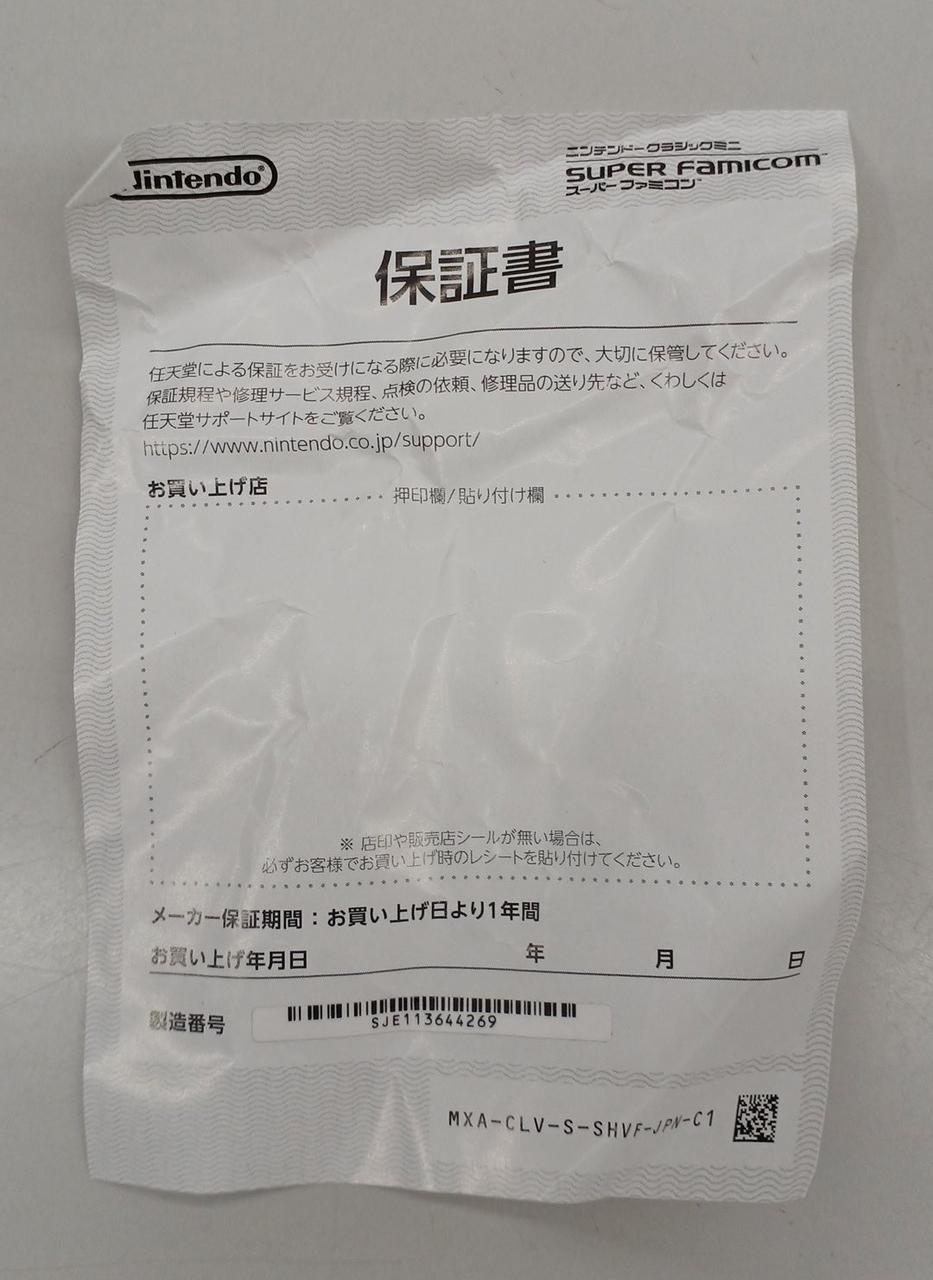 Nintendo®
ニンテンドークラシックミニ
SUPER FAMICOM™
スーパーファミコン™
保証書
任天堂による保証をお受けになる際に必要になりますので、大切に保管してください。
保証規程や修理サービス規程、点検の依頼、修理品の送り先など、くわしくは
任天堂サポートサイトをご覧ください。
https://www.nintendo.co.jp/support/
お買い上げ店
押印欄/貼り付け欄
※ 店印や販売店シールが無い場合は、
必ずお客様でお買い上げ時のレシートを貼り付けてください。
メーカー保証期間：お買い上げ日より1年間
お買い上げ年月日 年 月 日
製造番号
SJE113644269
MXA-CLV-S-SHVF-JPN-C1